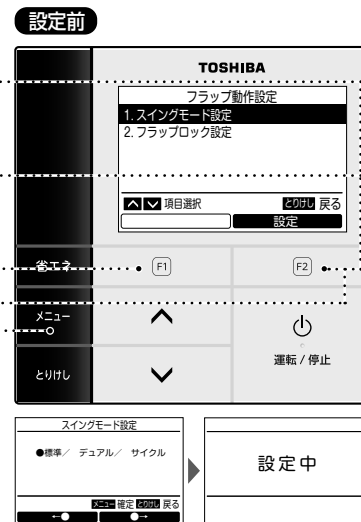 設定前
TOSHIBA
フラップ動作設定
1. スイングモード設定
2. フラップロック設定
項目選択 とりけし 戻る
設定
省エネ
F1
F2
メニュー
運転 / 停止
とりけし
スイングモード設定
●標準／ デュアル／ サイクル
メニュー 確定 とりけし 戻る
←● ●→
設定中